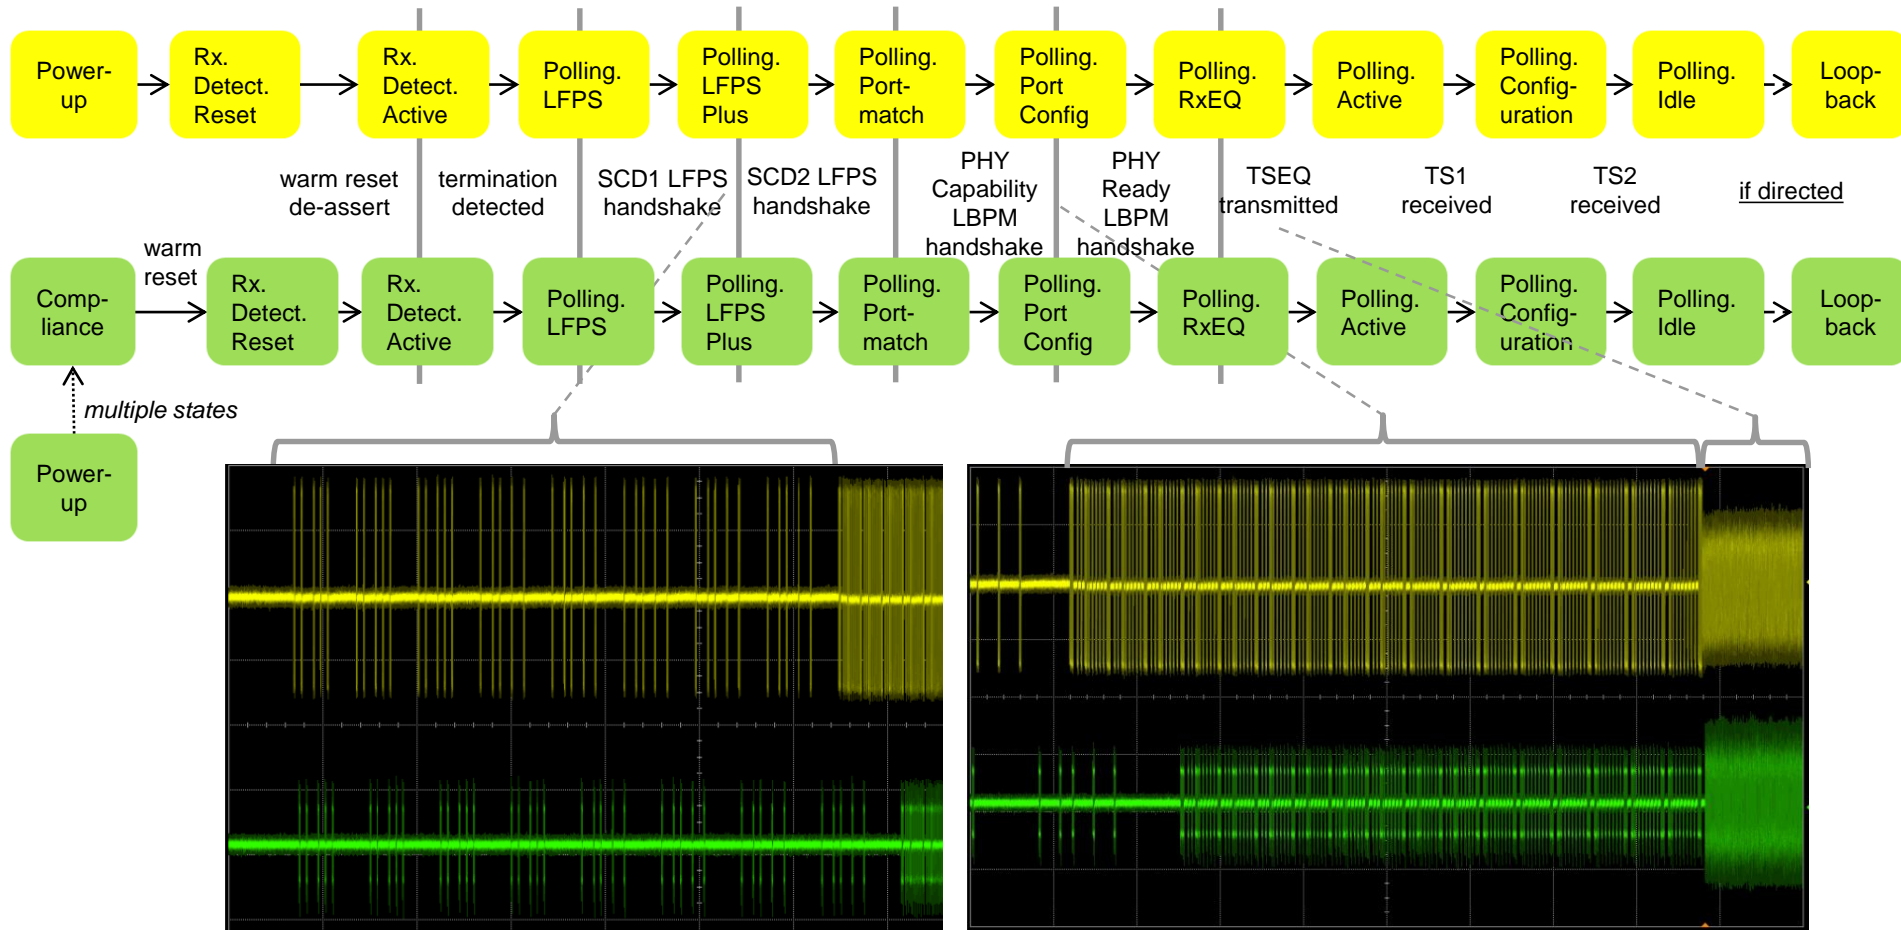 Power-
up
Rx.
Detect.
Reset
Rx.
Detect.
Active
Polling.
LFPS
Polling.
LFPS
Plus
Polling.
Port-
match
Polling.
Port
Config
Polling.
RxEQ
Polling.
Active
Polling.
Config-
uration
Polling.
Idle
Loop-
back
warm reset
de-assert
termination
detected
SCD1 LFPS
handshake
SCD2 LFPS
handshake
PHY
Capability
LBPM
handshake
PHY
Ready
LBPM
handshake
TSEQ
transmitted
TS1
received
TS2
received
if directed
Comp-
liance
warm
reset
Rx.
Detect.
Reset
Rx.
Detect.
Active
Polling.
LFPS
Polling.
LFPS
Plus
Polling.
Port-
match
Polling.
Port
Config
Polling.
RxEQ
Polling.
Active
Polling.
Config-
uration
Polling.
Idle
Loop-
back
multiple states
Power-
up